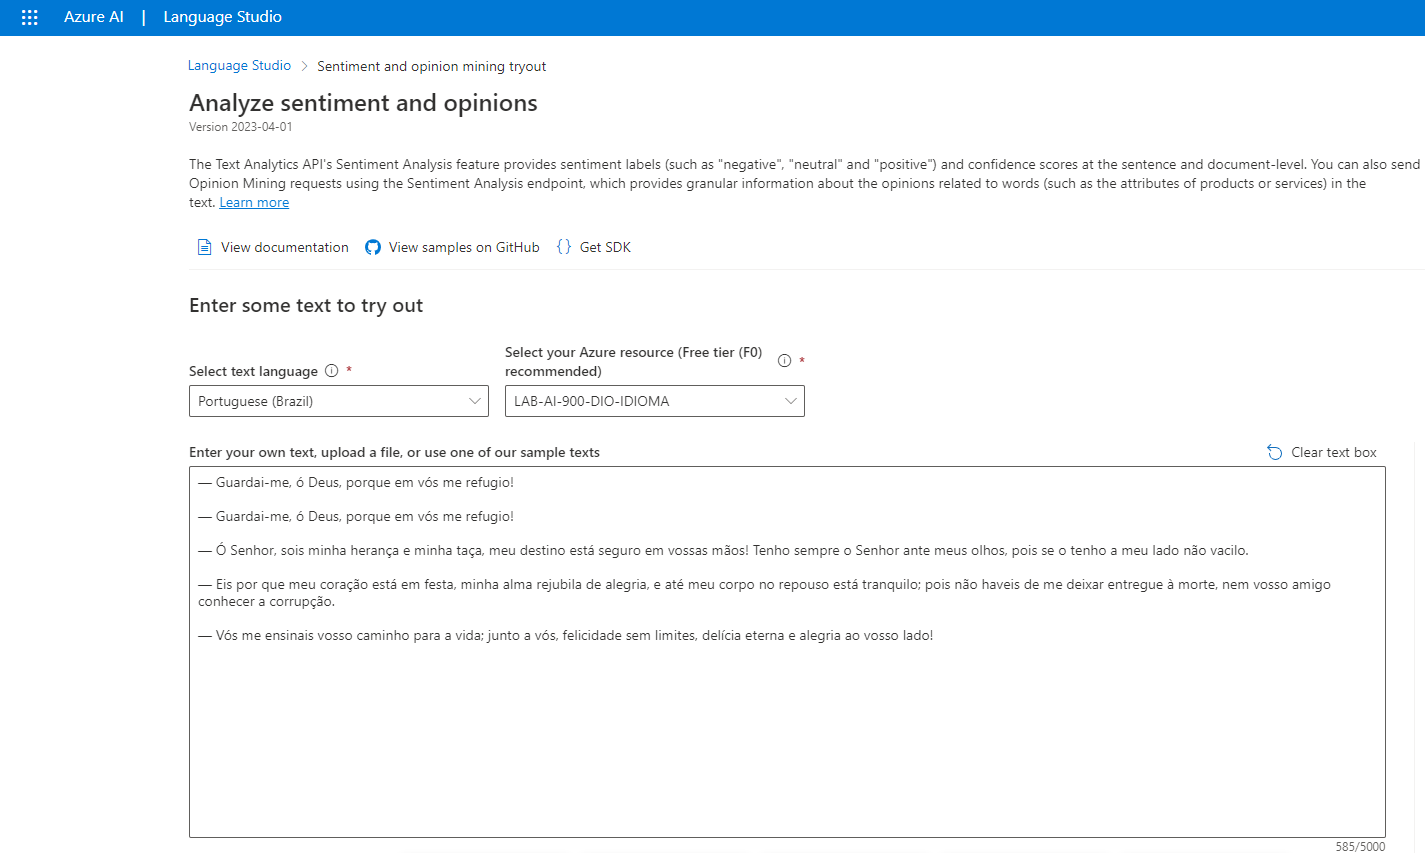 Azure AI | Language Studio
Language Studio > Sentiment and opinion mining tryout
Analyze sentiment and opinions
Version 2023-04-01
The Text Analytics API's Sentiment Analysis feature provides sentiment labels (such as "negative", "neutral" and "positive") and confidence scores at the sentence and document-level. You can also send
Opinion Mining requests using the Sentiment Analysis endpoint, which provides granular information about the opinions related to words (such as the attributes of products or services) in the
text. Learn more
View documentation View samples on GitHub {} Get SDK
Enter some text to try out
Select text language *
Portuguese (Brazil)
Select your Azure resource (Free tier (F0)
recommended) *
LAB-AI-900-DIO-IDIOMA
Enter your own text, upload a file, or use one of our sample texts
Clear text box
— Guardai-me, ó Deus, porque em vós me refugio!
— Guardai-me, ó Deus, porque em vós me refugio!
— Ó Senhor, sois minha herança e minha taça, meu destino está seguro em vossas mãos! Tenho sempre o Senhor ante meus olhos, pois se o tenho a meu lado não vacilo.
— Eis por que meu coração está em festa, minha alma rejubila de alegria, e até meu corpo no repouso está tranquilo; pois não haveis de me deixar entregue à morte, nem vosso amigo
conhecer a corrupção.
— Vós me ensinais vosso caminho para a vida; junto a vós, felicidade sem limites, delícia eterna e alegria ao vosso lado!
585/5000